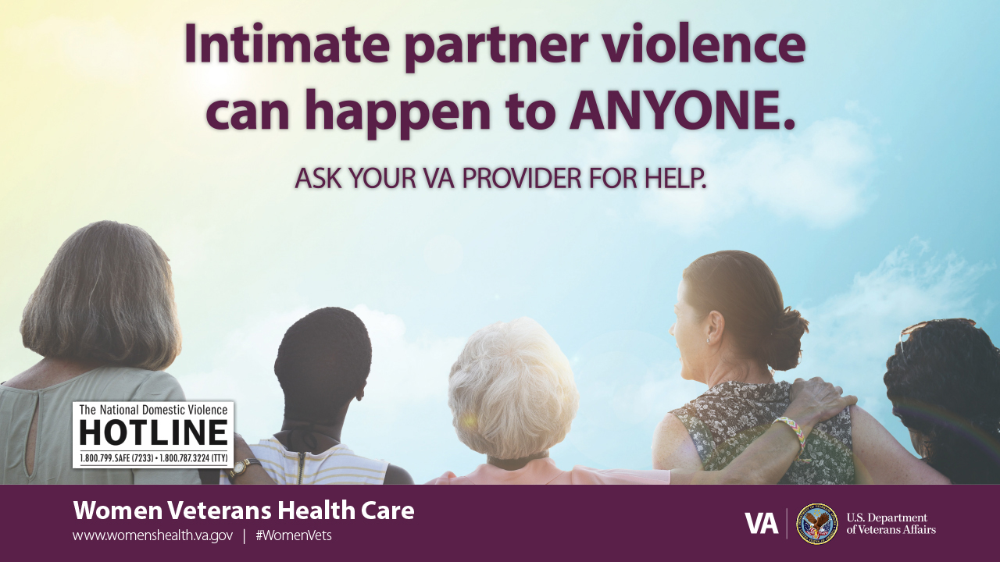 Intimate partner violence
can happen to ANYONE.
ASK YOUR VA PROVIDER FOR HELP.
The National Domestic Violence
HOTLINE
1.800.799.SAFE (7233) • 1.800.787.3224 (TTY)
Women Veterans Health Care
www.womenshealth.va.gov | #WomenVets
VA
U.S. Department
of Veterans Affairs